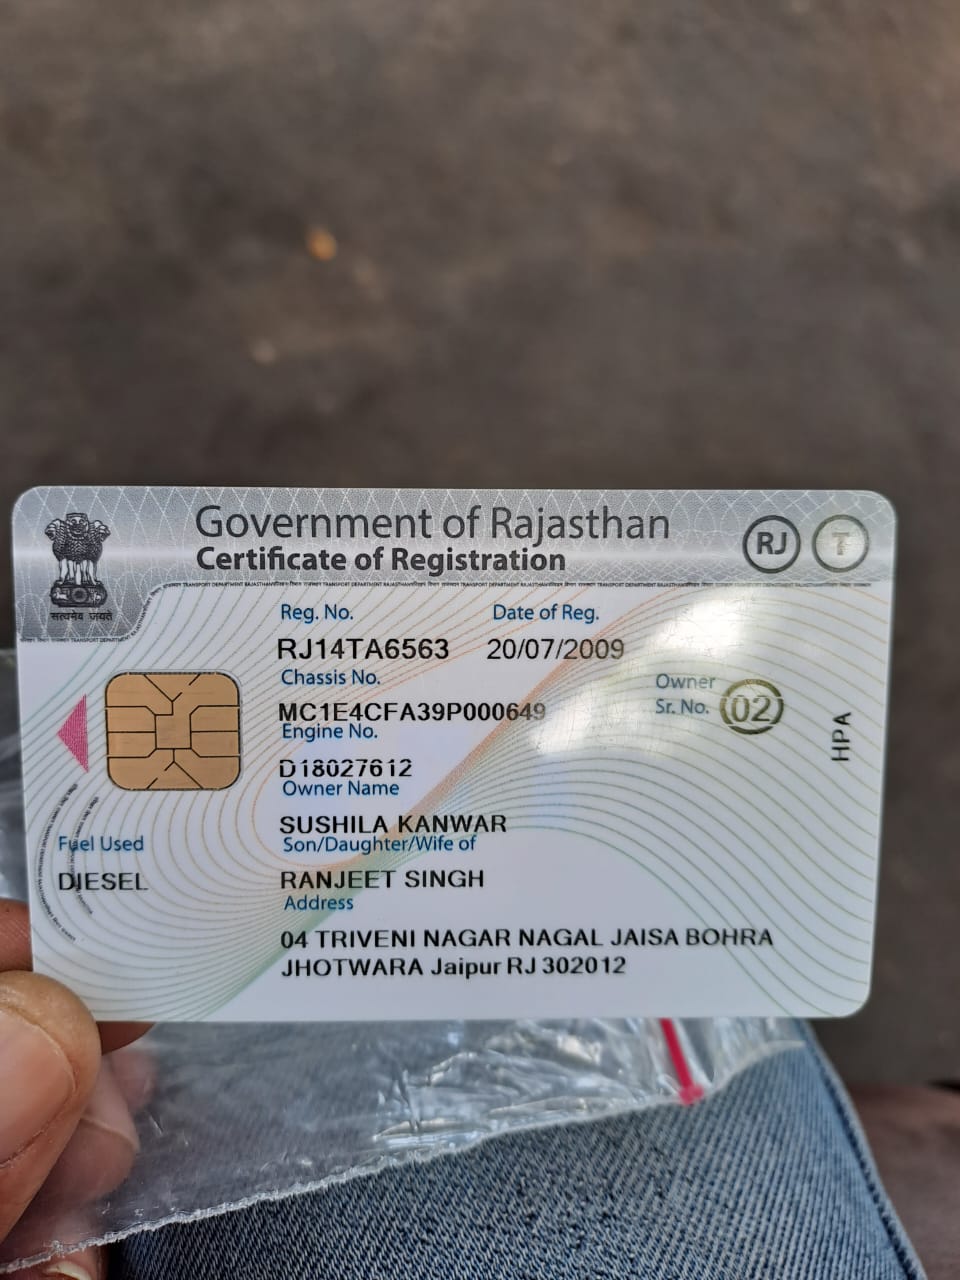 Government of Rajasthan
Certificate of Registration
RJ
T
सत्यमेव जयते
Reg. No. Date of Reg.
RJ14TA6563 20/07/2009
Chassis No.
MC1E4CFA39P000649
Owner
Sr. No. 02
Engine No.
D18027612
HPA
Owner Name
SUSHILA KANWAR
Fuel Used
Son/Daughter/Wife of
DIESEL
RANJEET SINGH
Address
04 TRIVENI NAGAR NAGAL JAISA BOHRA
JHOTWARA Jaipur RJ 302012